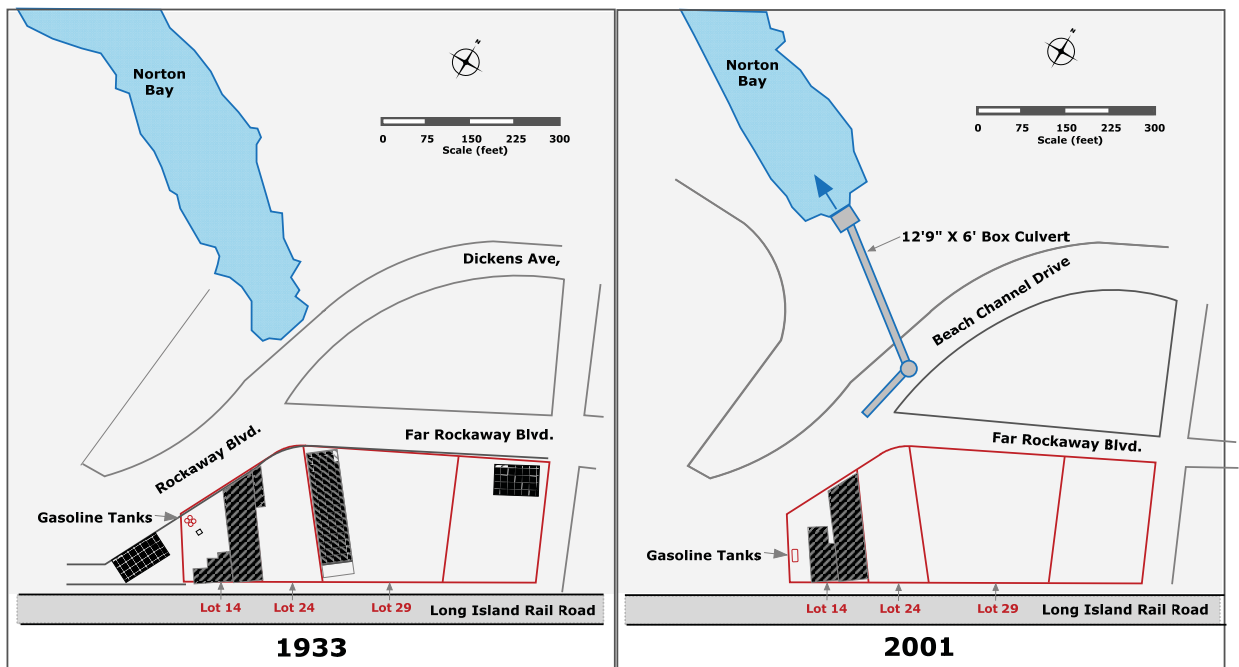 Norton
Bay
N
0 75 150 225 300
Scale (feet)
Dickens Ave,
Rockaway Blvd.
Far Rockaway Blvd.
Gasoline Tanks
Lot 14
Lot 24
Lot 29
Long Island Rail Road
1933
Norton
Bay
N
0 75 150 225 300
Scale (feet)
12'9" X 6' Box Culvert
Beach Channel Drive
Far Rockaway Blvd.
Gasoline Tanks
Lot 14
Lot 24
Lot 29
Long Island Rail Road
2001